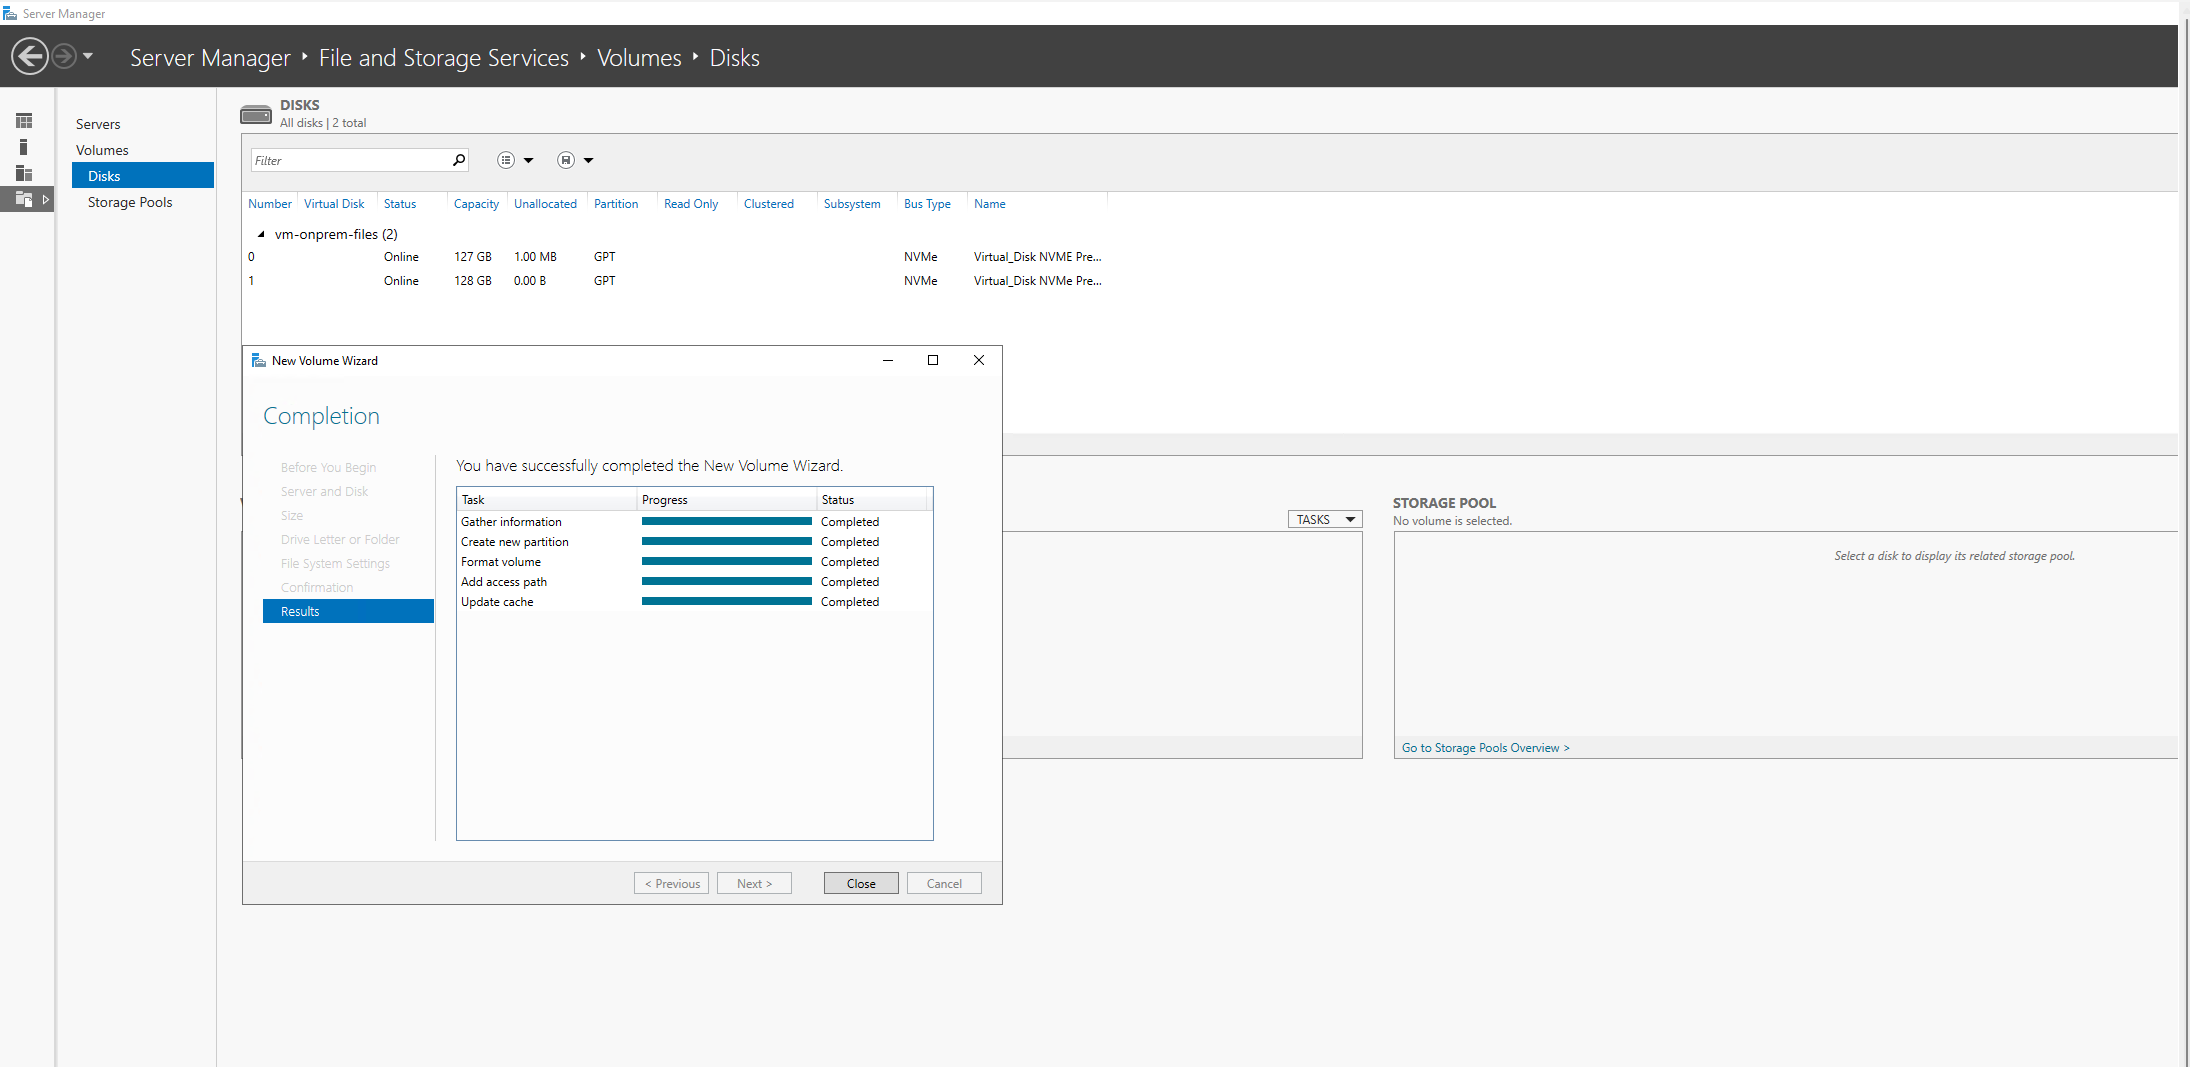 Server Manager
Server Manager ‣ File and Storage Services ‣ Volumes ‣ Disks
Servers
Volumes
Disks
Storage Pools
DISKS
All disks | 2 total
Filter
Number Virtual Disk Status Capacity Unallocated Partition Read Only Clustered Subsystem Bus Type Name
vm-onprem-files (2)
0 Online 127 GB 1.00 MB GPT NVMe Virtual_Disk NVME Pre...
1 Online 128 GB 0.00 B GPT NVMe Virtual_Disk NVMe Pre...
New Volume Wizard
Completion
Before You Begin
Server and Disk
Size
Drive Letter or Folder
File System Settings
Confirmation
Results
You have successfully completed the New Volume Wizard.
Task Progress Status
Gather information Completed
Create new partition Completed
Format volume Completed
Add access path Completed
Update cache Completed
< Previous Next > Close Cancel
TASKS
STORAGE POOL
No volume is selected.
Select a disk to display its related storage pool.
Go to Storage Pools Overview >